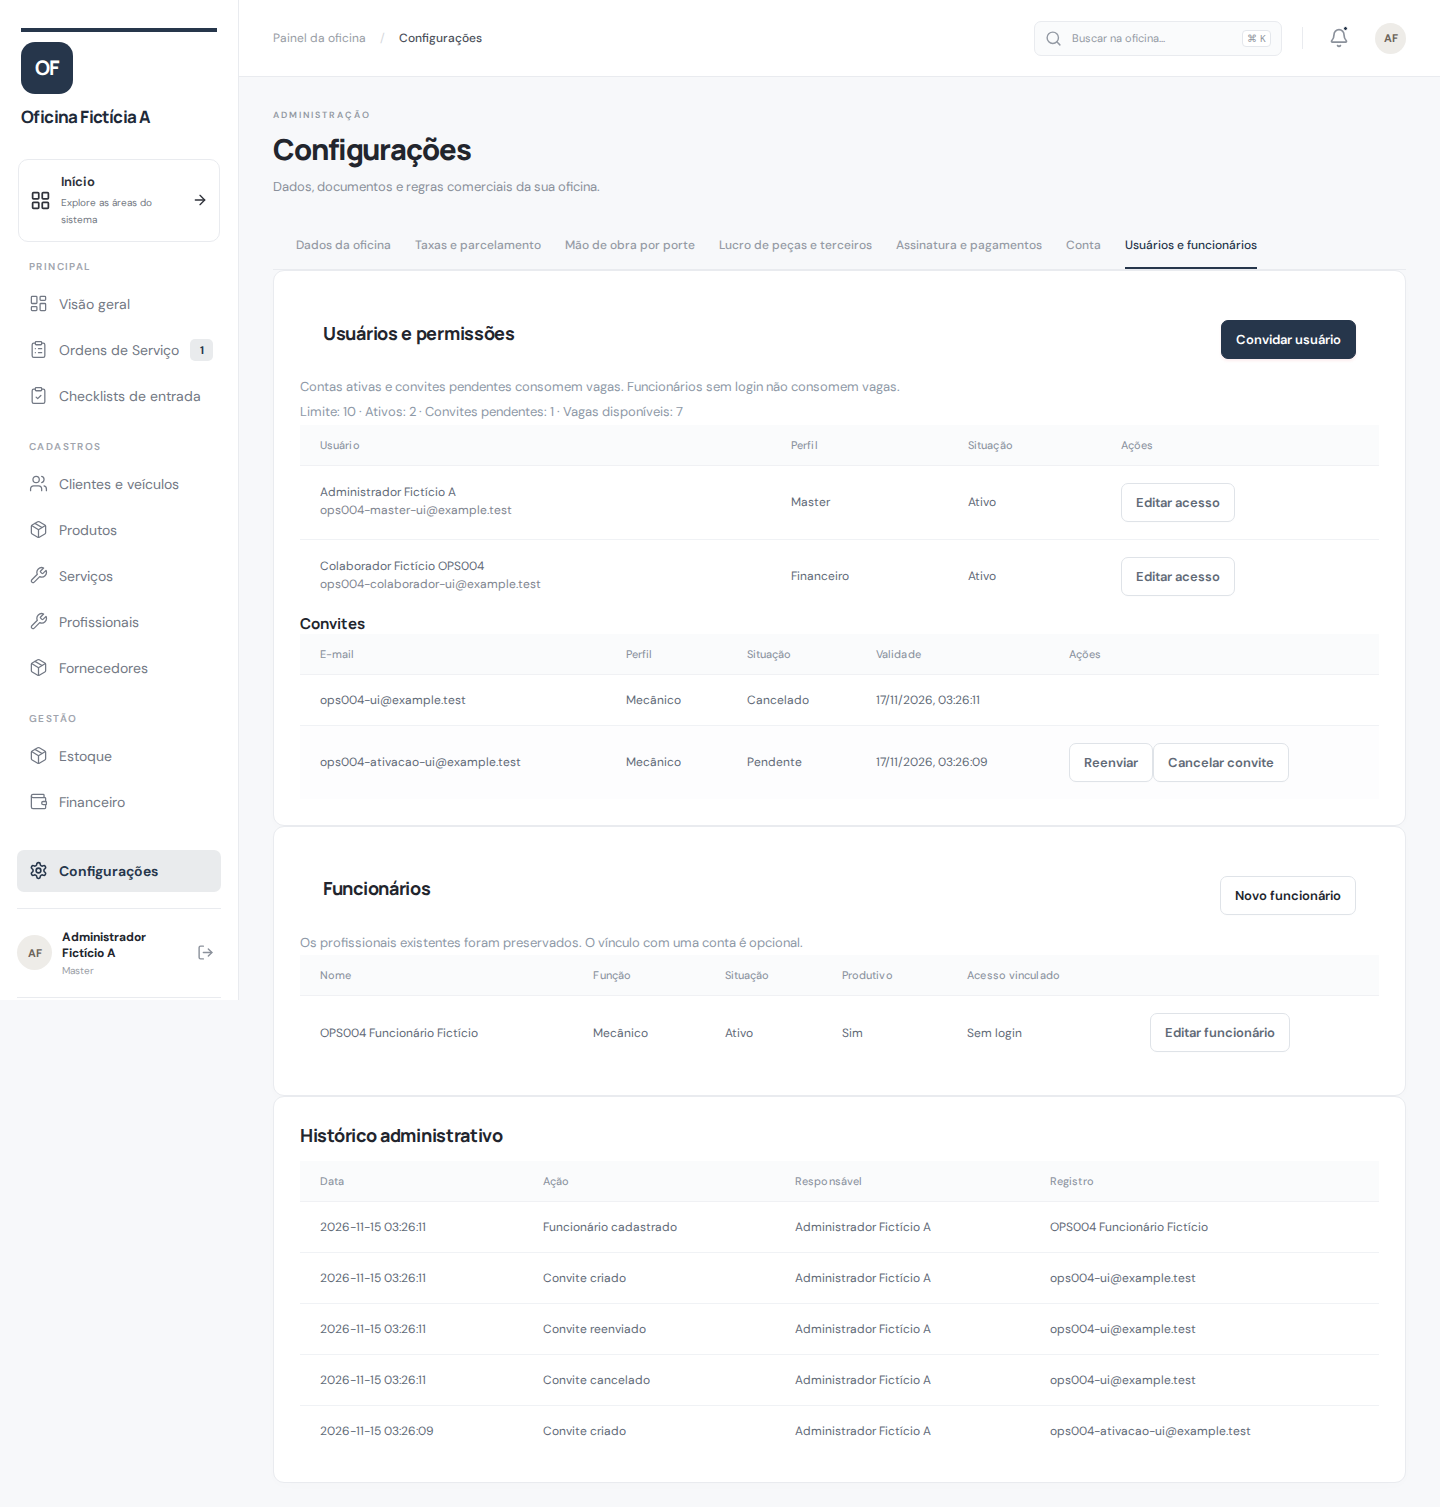 OF
Oficina Fictícia A
Início
Explore as áreas do
sistema
PRINCIPAL
Visão geral
Ordens de Serviço 1
Checklists de entrada
CADASTROS
Clientes e veículos
Produtos
Serviços
Profissionais
Fornecedores
GESTÃO
Estoque
Financeiro
Configurações
AF
Administrador
Fictício A
Master
Painel da oficina / Configurações
Buscar na oficina... ⌘ K
AF
ADMINISTRAÇÃO
Configurações
Dados, documentos e regras comerciais da sua oficina.
Dados da oficina Taxas e parcelamento Mão de obra por porte Lucro de peças e terceiros Assinatura e pagamentos Conta Usuários e funcionários
Usuários e permissões
Convidar usuário
Contas ativas e convites pendentes consomem vagas. Funcionários sem login não consomem vagas.
Limite: 10 · Ativos: 2 · Convites pendentes: 1 · Vagas disponíveis: 7
Usuário Perfil Situação Ações
Administrador Fictício A
ops004-master-ui@example.test
Master Ativo Editar acesso
Colaborador Fictício OPS004
ops004-colaborador-ui@example.test
Financeiro Ativo Editar acesso
Convites
E-mail Perfil Situação Validade Ações
ops004-ui@example.test Mecânico Cancelado 17/11/2026, 03:26:11
ops004-ativacao-ui@example.test Mecânico Pendente 17/11/2026, 03:26:09 Reenviar Cancelar convite
Funcionários
Novo funcionário
Os profissionais existentes foram preservados. O vínculo com uma conta é opcional.
Nome Função Situação Produtivo Acesso vinculado
OPS004 Funcionário Fictício Mecânico Ativo Sim Sem login Editar funcionário
Histórico administrativo
Data Ação Responsável Registro
2026-11-15 03:26:11 Funcionário cadastrado Administrador Fictício A OPS004 Funcionário Fictício
2026-11-15 03:26:11 Convite criado Administrador Fictício A ops004-ui@example.test
2026-11-15 03:26:11 Convite reenviado Administrador Fictício A ops004-ui@example.test
2026-11-15 03:26:11 Convite cancelado Administrador Fictício A ops004-ui@example.test
2026-11-15 03:26:09 Convite criado Administrador Fictício A ops004-ativacao-ui@example.test